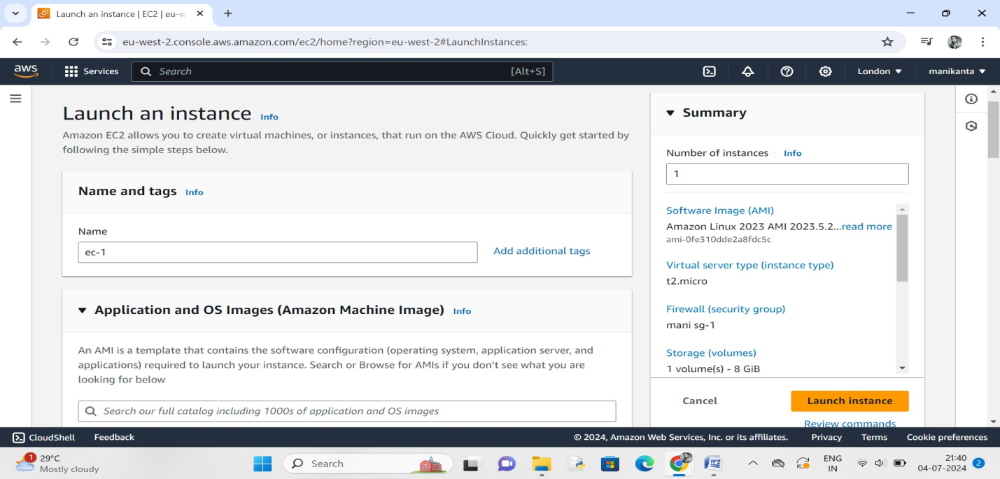 Launch an instance | EC2 | eu-w
eu-west-2.console.aws.amazon.com/ec2/home?region=eu-west-2#LaunchInstances:
aws
Services
Search
[Alt+S]
London
manikanta
Launch an instance Info
Amazon EC2 allows you to create virtual machines, or instances, that run on the AWS Cloud. Quickly get started by
following the simple steps below.
Name and tags Info
Name
ec-1
Add additional tags
Application and OS Images (Amazon Machine Image) Info
An AMI is a template that contains the software configuration (operating system, application server, and
applications) required to launch your instance. Search or Browse for AMIs if you don't see what you are
looking for below
Search our full catalog including 1000s of application and OS images
Summary
Number of instances Info
1
Software Image (AMI)
Amazon Linux 2023 AMI 2023.5.2...read more
ami-0fe310dde2a8fdc5c
Virtual server type (instance type)
t2.micro
Firewall (security group)
mani sg-1
Storage (volumes)
1 volume(s) - 8 GiB
Cancel
Launch instance
Review commands
CloudShell
Feedback
© 2024, Amazon Web Services, Inc. or its affiliates.
Privacy
Terms
Cookie preferences
1
29°C
Mostly cloudy
Search
ENG
IN
21:40
04-07-2024
2